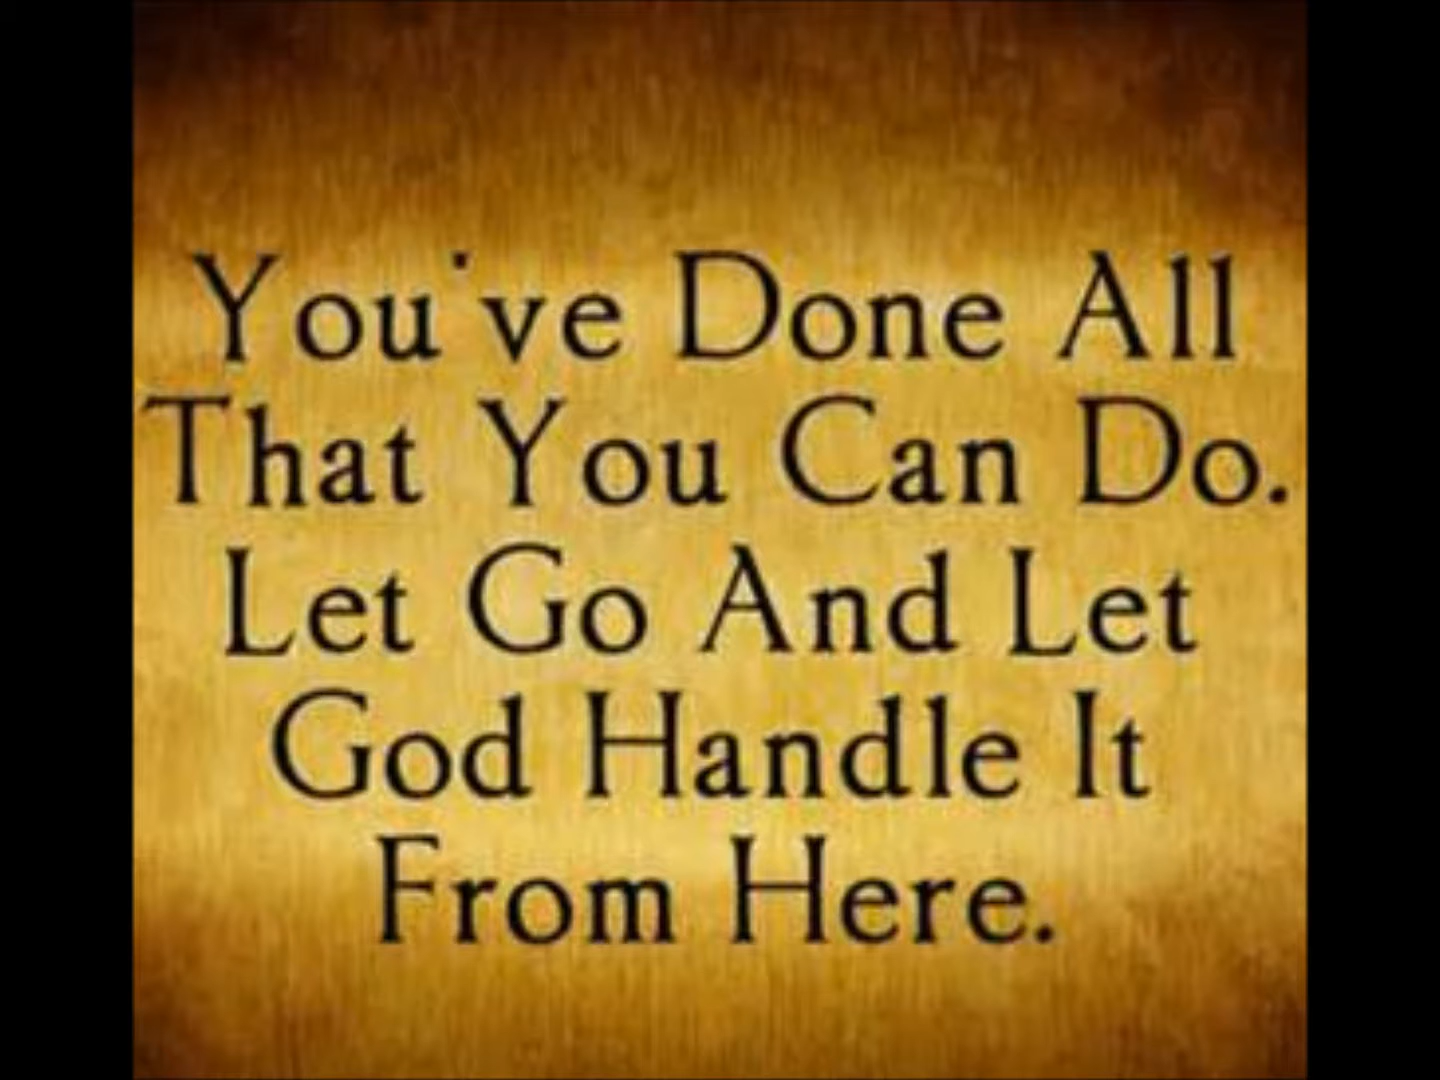 You've Done All
That You Can Do.
Let Go And Let
God Handle It
From Here.